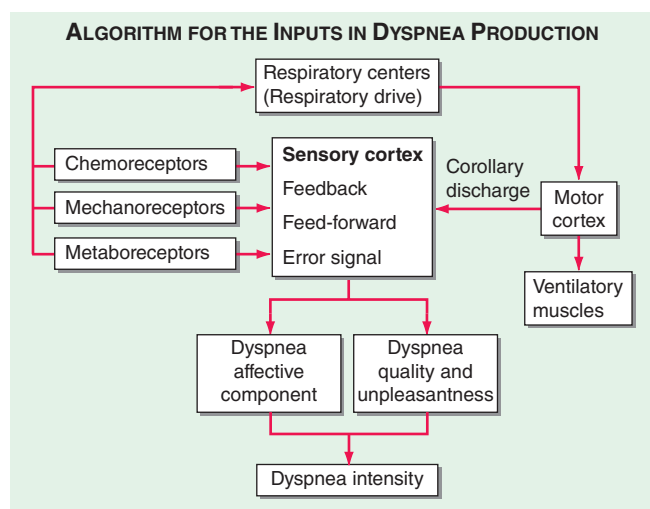 ALGORITHM FOR THE INPUTS IN DYSPNEA PRODUCTION
Respiratory centers
(Respiratory drive)
Chemoreceptors
Mechanoreceptors
Metaboreceptors
Sensory cortex
Feedback
Feed-forward
Error signal
Corollary
discharge
Motor
cortex
Ventilatory
muscles
Dyspnea
affective
component
Dyspnea
quality and
unpleasantness
Dyspnea intensity